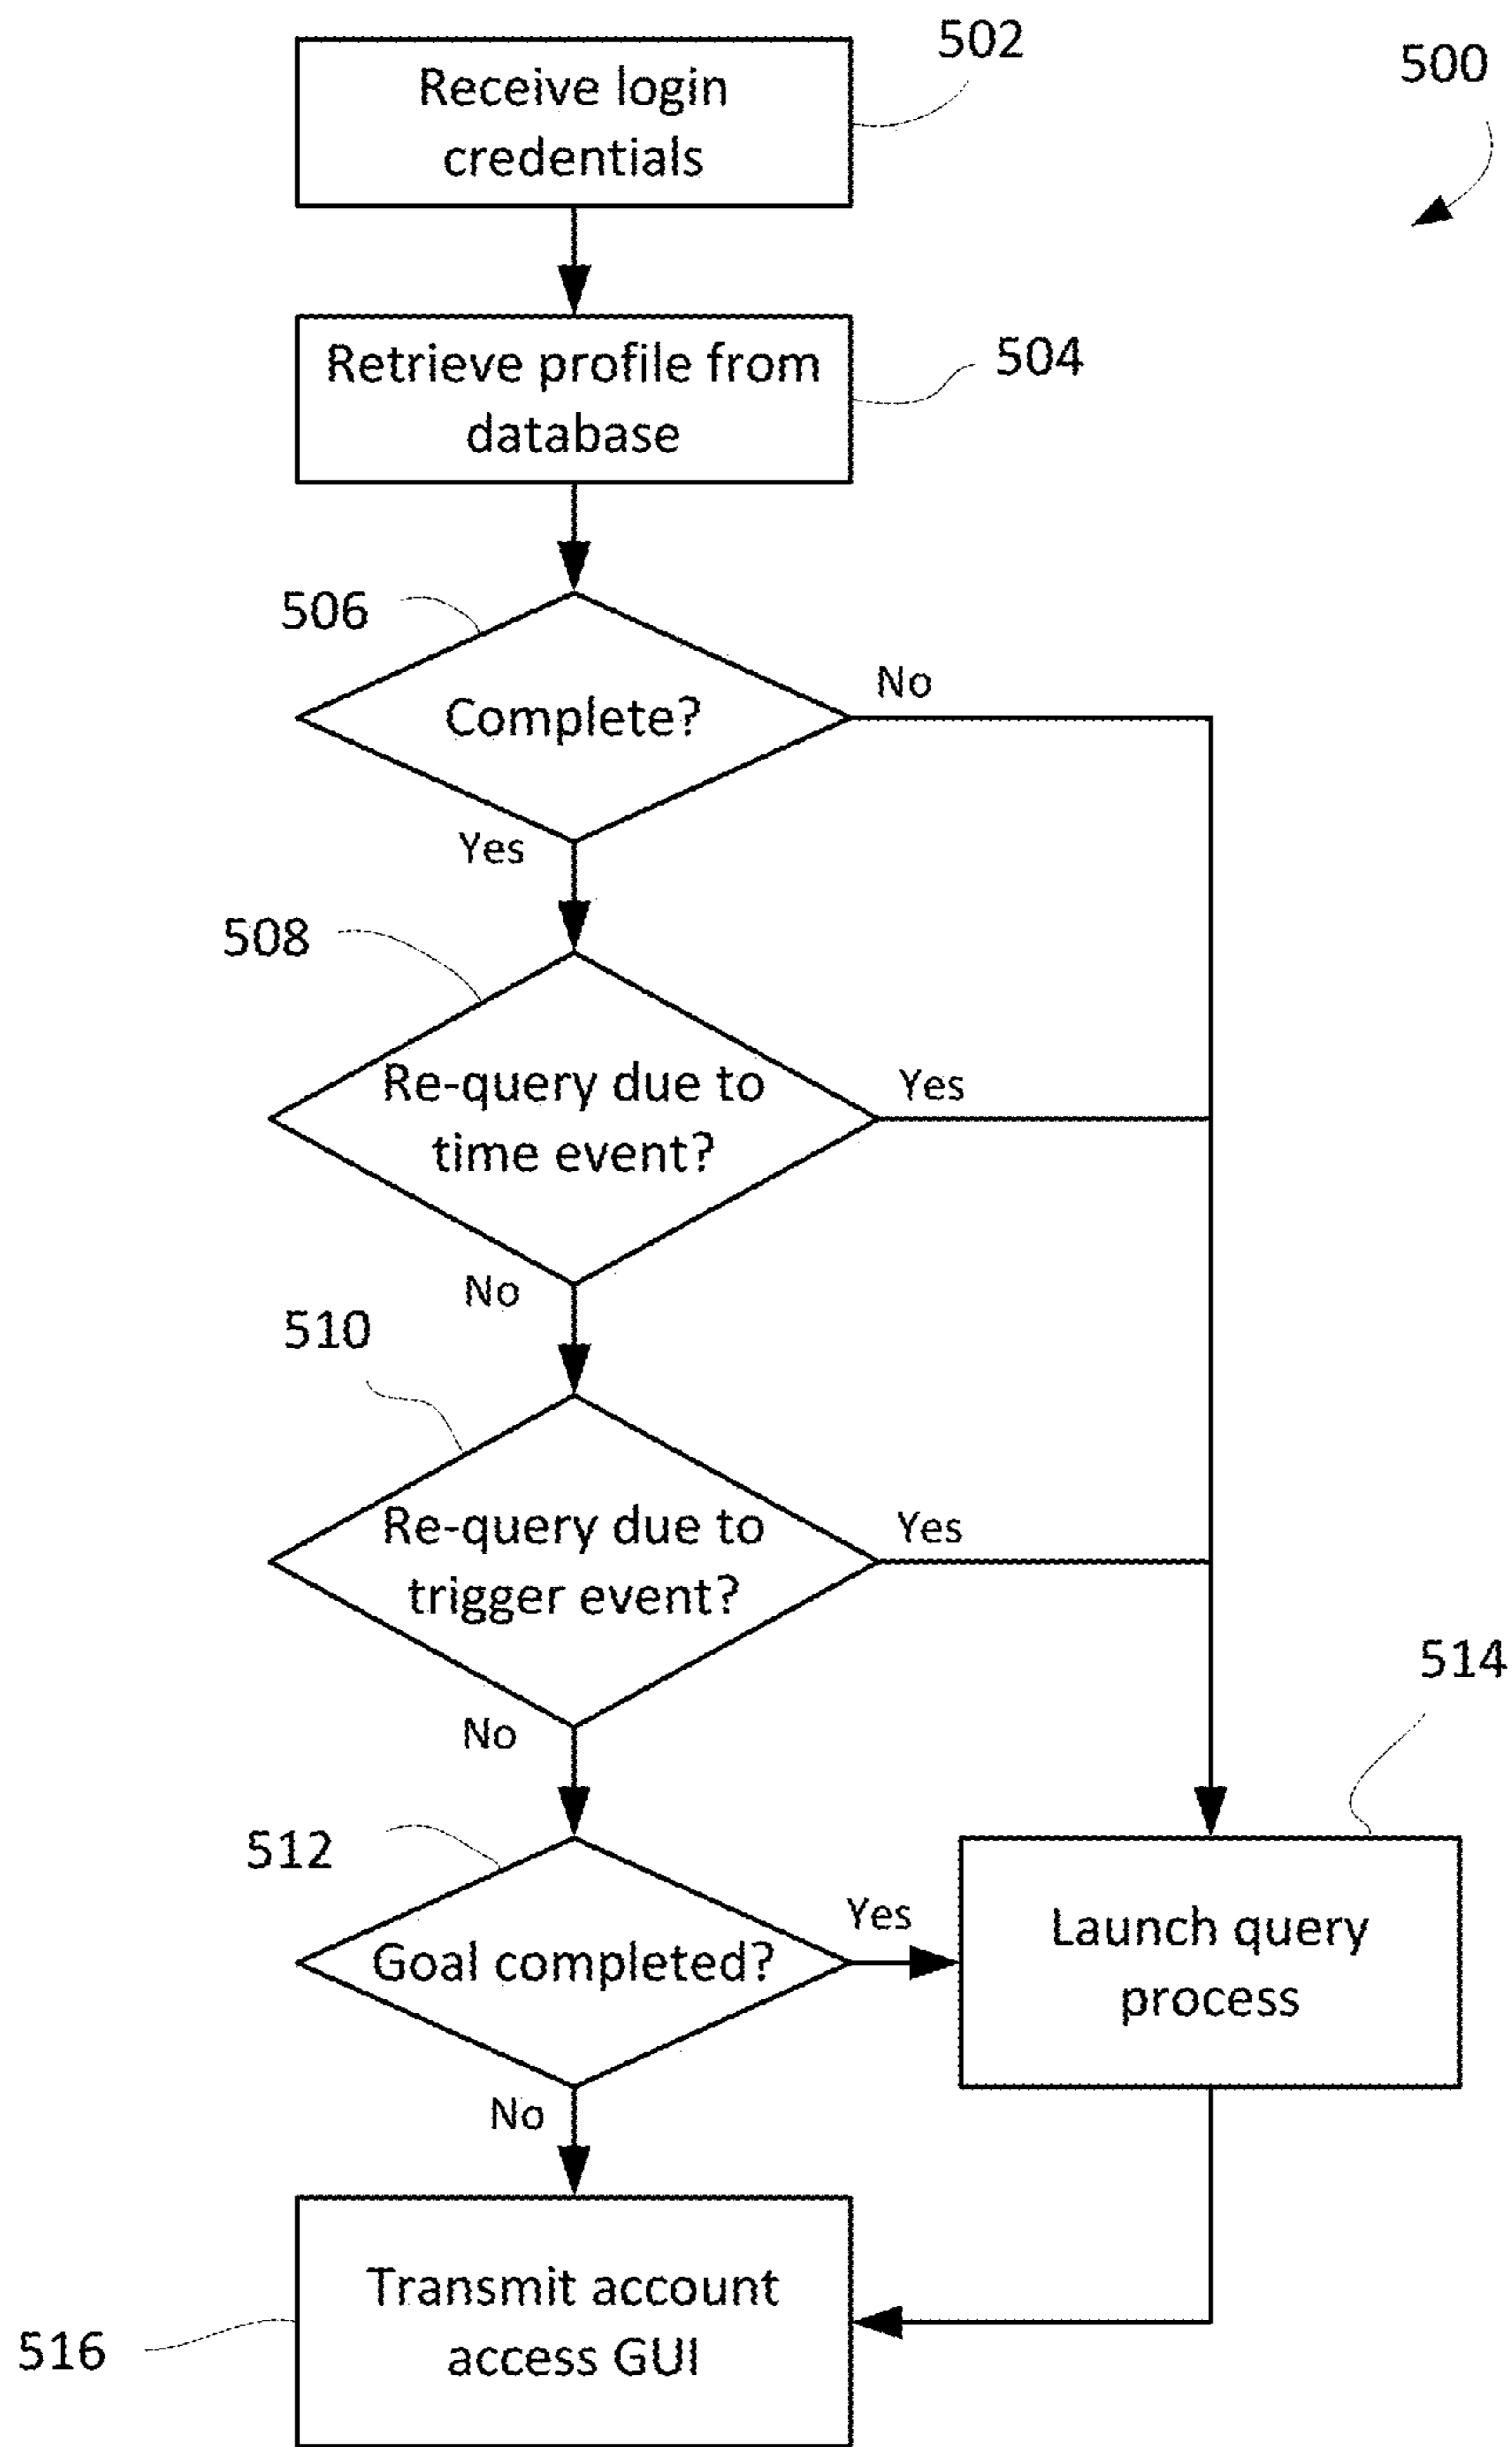 502
500
Receive login
credentials
Retrieve profile from
database
504
506
No
Complete?
Yes
508
Re-query due to
time event?
Yes
No
510
Re-query due to
trigger event?
Yes
514
No
512
Yes
Goal completed?
Launch query
process
No
Transmit account
access GUI
516